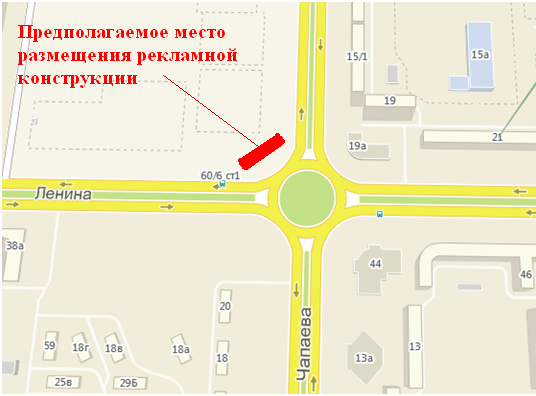 Предполагаемое место
размещения рекламной
конструкции
15/1
15а
19
21
19а
60/6 ст1
Ленина
38а
44
46
20
Чапаева
59
18г
18в
18а
18
13а
13
25в
29Б